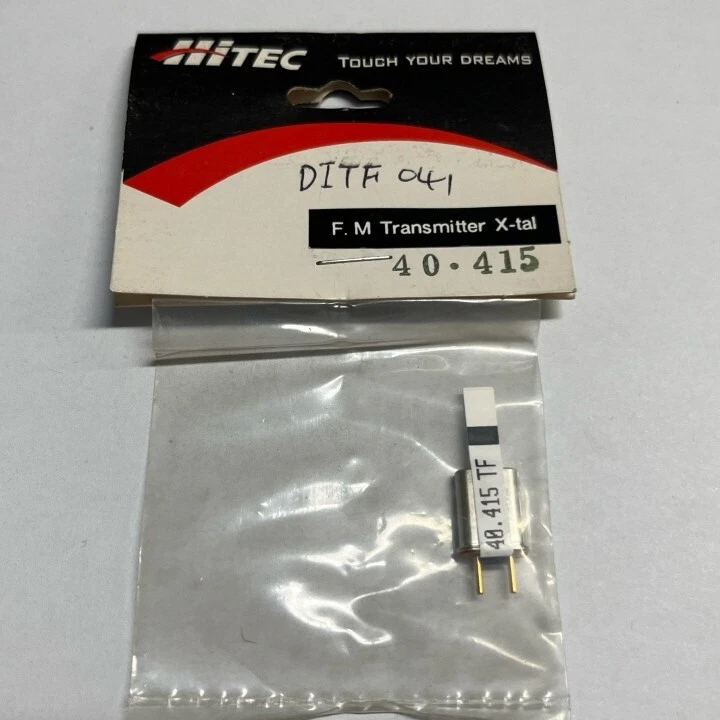 HiTEC TOUCH YOUR DREAMS
DITF 041
F.M Transmitter X-tal
40.415
40.415 TF